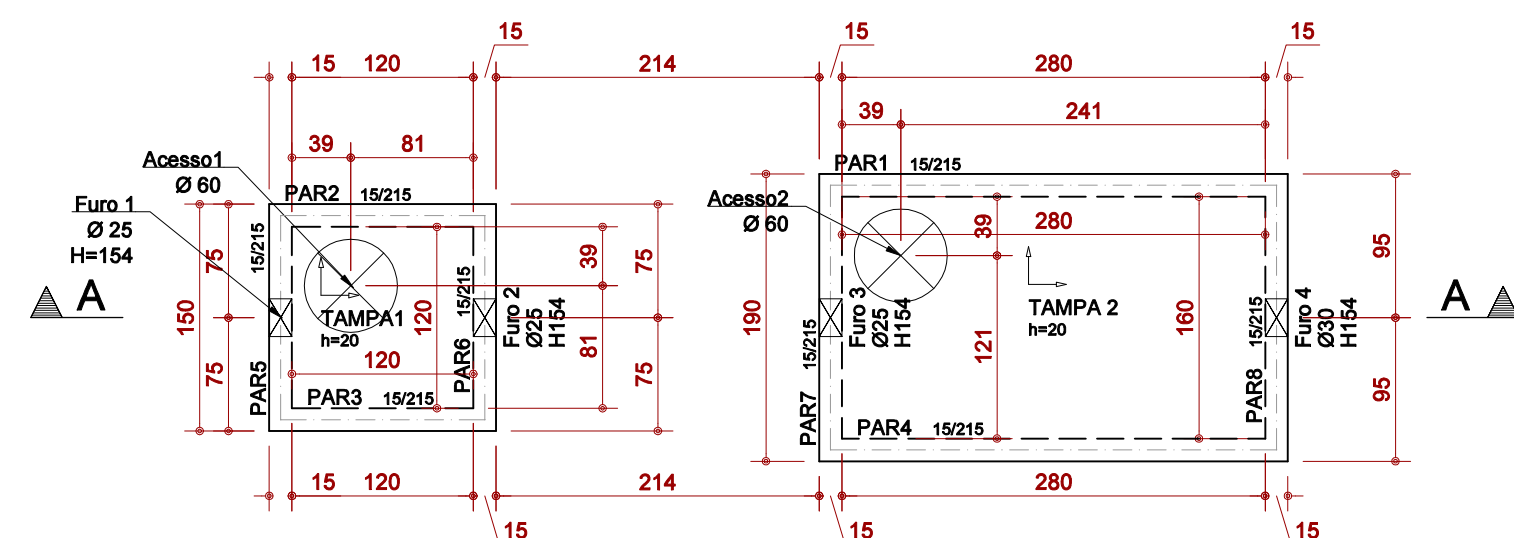 15
15
15
15
120
214
280
39
81
39
241
Acesso1
Ø 60
PAR2
15/215
PAR1
15/215
Furo 1
Ø 25
H=154
Acesso2
Ø 60
39
280
75
15/215
39
75
95
A
150
TAMPA1
h=20
120
15/215
Furo 2
Ø25
H154
190
15/215
Furo 3
Ø25
H154
TAMPA 2
h=20
160
15/215
Furo 4
Ø30
H154
A
75
PAR5
120
PAR3
15/215
PAR6
81
75
PAR7
121
PAR4
15/215
PAR8
95
15
120
214
280
15
15
15